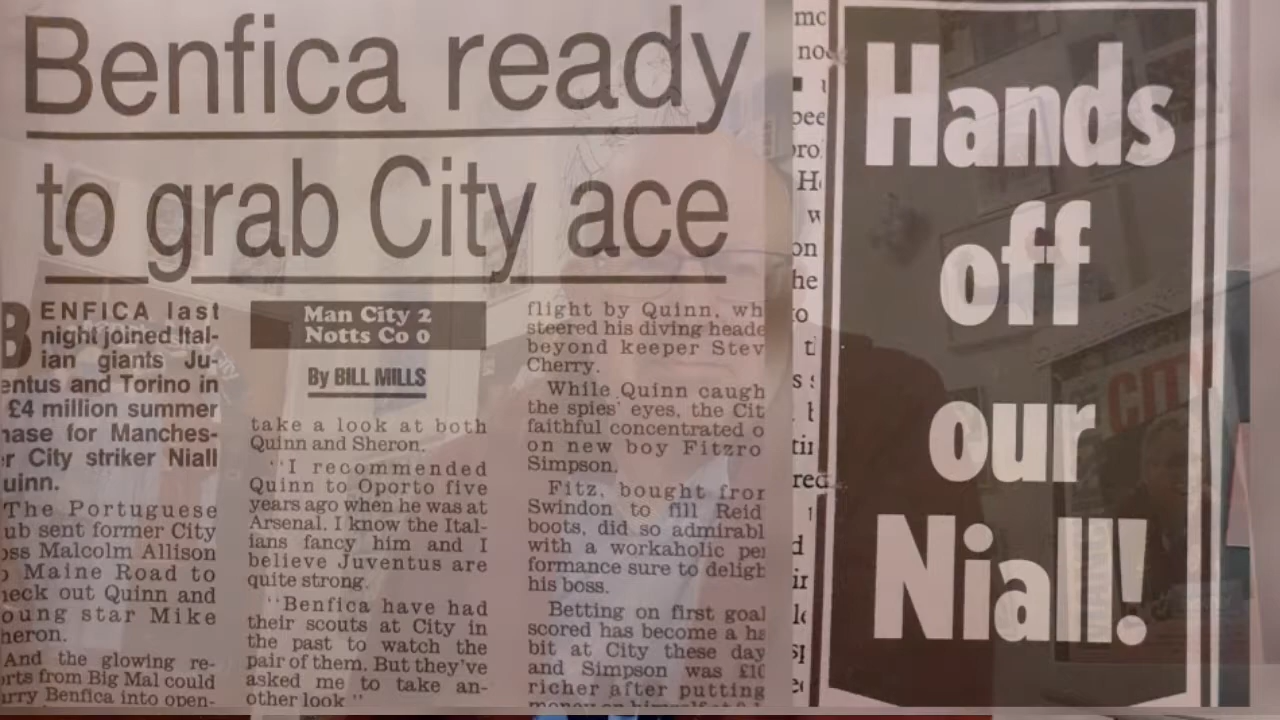 Benfica ready
to grab City ace
BENFICA last
night joined Ital-
ian giants Ju-
entus and Torino in
£4 million summer
hase for Manches-
r City striker Niall
uinn.
The Portuguese
ub sent former City
oss Malcolm Allison
o Maine Road to
heck out Quinn and
oung star Mike
heron.
And the glowing re-
orts from Big Mal could
urry Benfica into open-
Man City 2
Notts Co 0
By BILL MILLS
take a look at both
Quinn and Sheron.
"I recommended
Quinn to Oporto five
years ago when he was at
Arsenal. I know the Ital-
ians fancy him and I
believe Juventus are
quite strong.
"Benfica have had
their scouts at City in
the past to watch the
pair of them. But they've
asked me to take an-
other look"
flight by Quinn, wh
steered his diving heade
beyond keeper Stev
Cherry.
While Quinn caugh
the spies' eyes, the Cit
faithful concentrated o
on new boy Fitzro
Simpson.
Fitz, bought fror
Swindon to fill Reid
boots, did so admirabl
with a workaholic per
formance sure to deligh
his boss.
Betting on first goal
scored has become a ha
bit at City these day
and Simpson was £10
richer after putting
Hands
off
our
Niall!
CITY